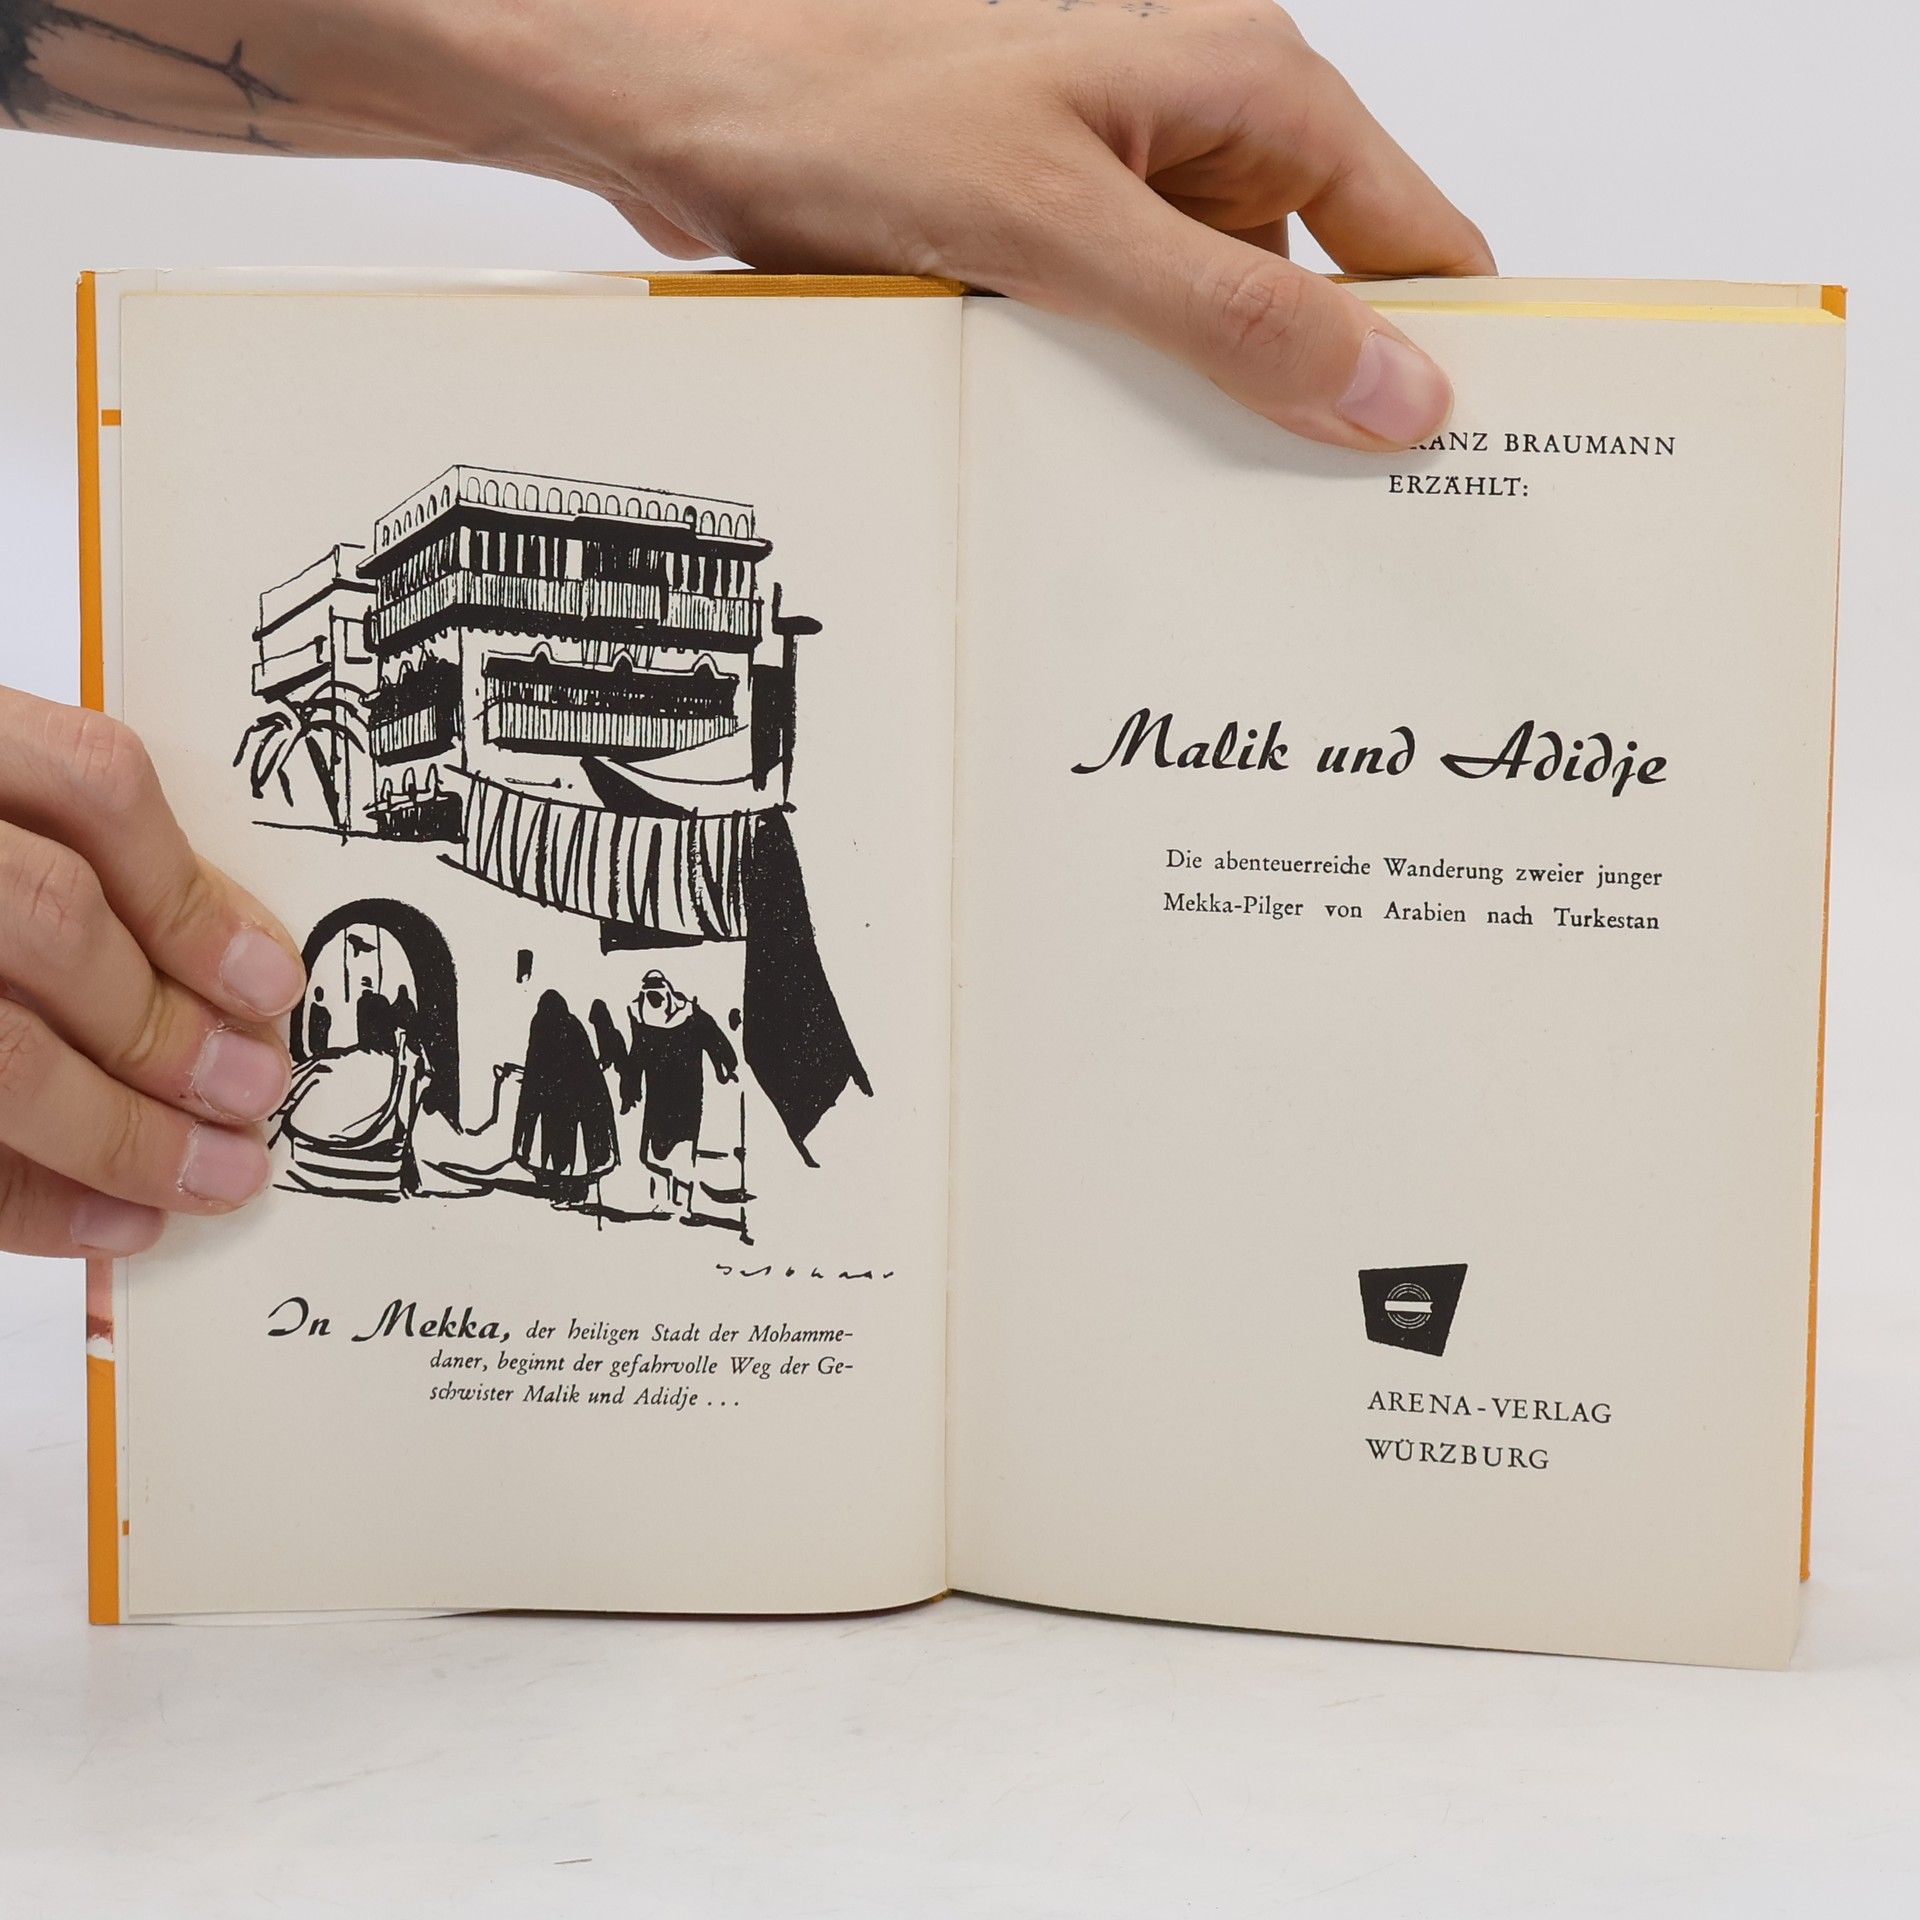 In Mekka, der heiligen Stadt der Mohamme-
daner, beginnt der gefahrvolle Weg der Ge-
schwister Malik und Adidje . . .
BRAUMANN
ERZÄHLT:
Malik und Adidje
Die abenteuerreiche Wanderung zweier junger
Mekka-Pilger von Arabien nach Turkestan
ARENA-VERLAG
WÜRZBURG